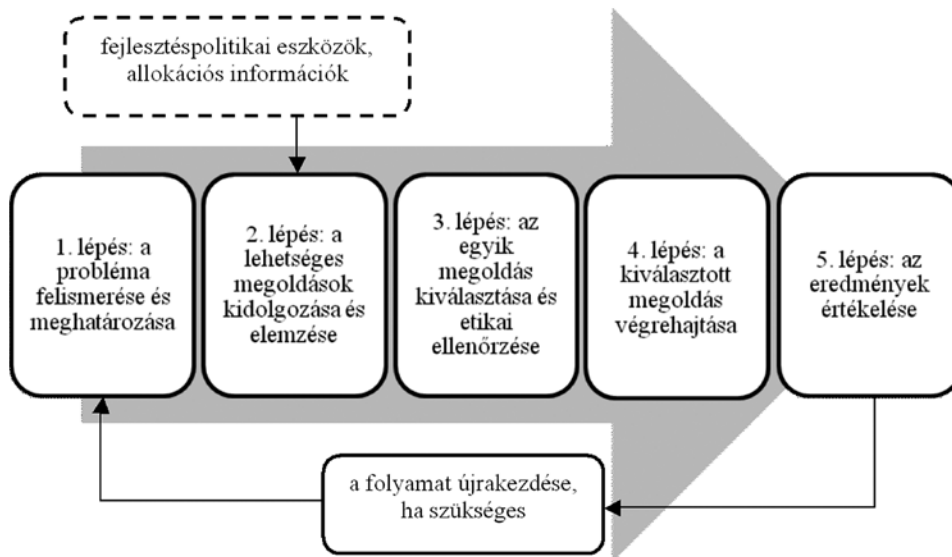 fejlesztéspolitikai eszközök,
allokációs információk
1. lépés: a
probléma
felismerése és
meghatározása
2. lépés: a
lehetséges
megoldások
kidolgozása és
elemzése
3. lépés: az
egyik
megoldás
kiválasztása és
etikai
ellenőrzése
4. lépés: a
kiválasztott
megoldás
végrehajtása
5. lépés: az
eredmények
értékelése
a folyamat újrakezdése,
ha szükséges